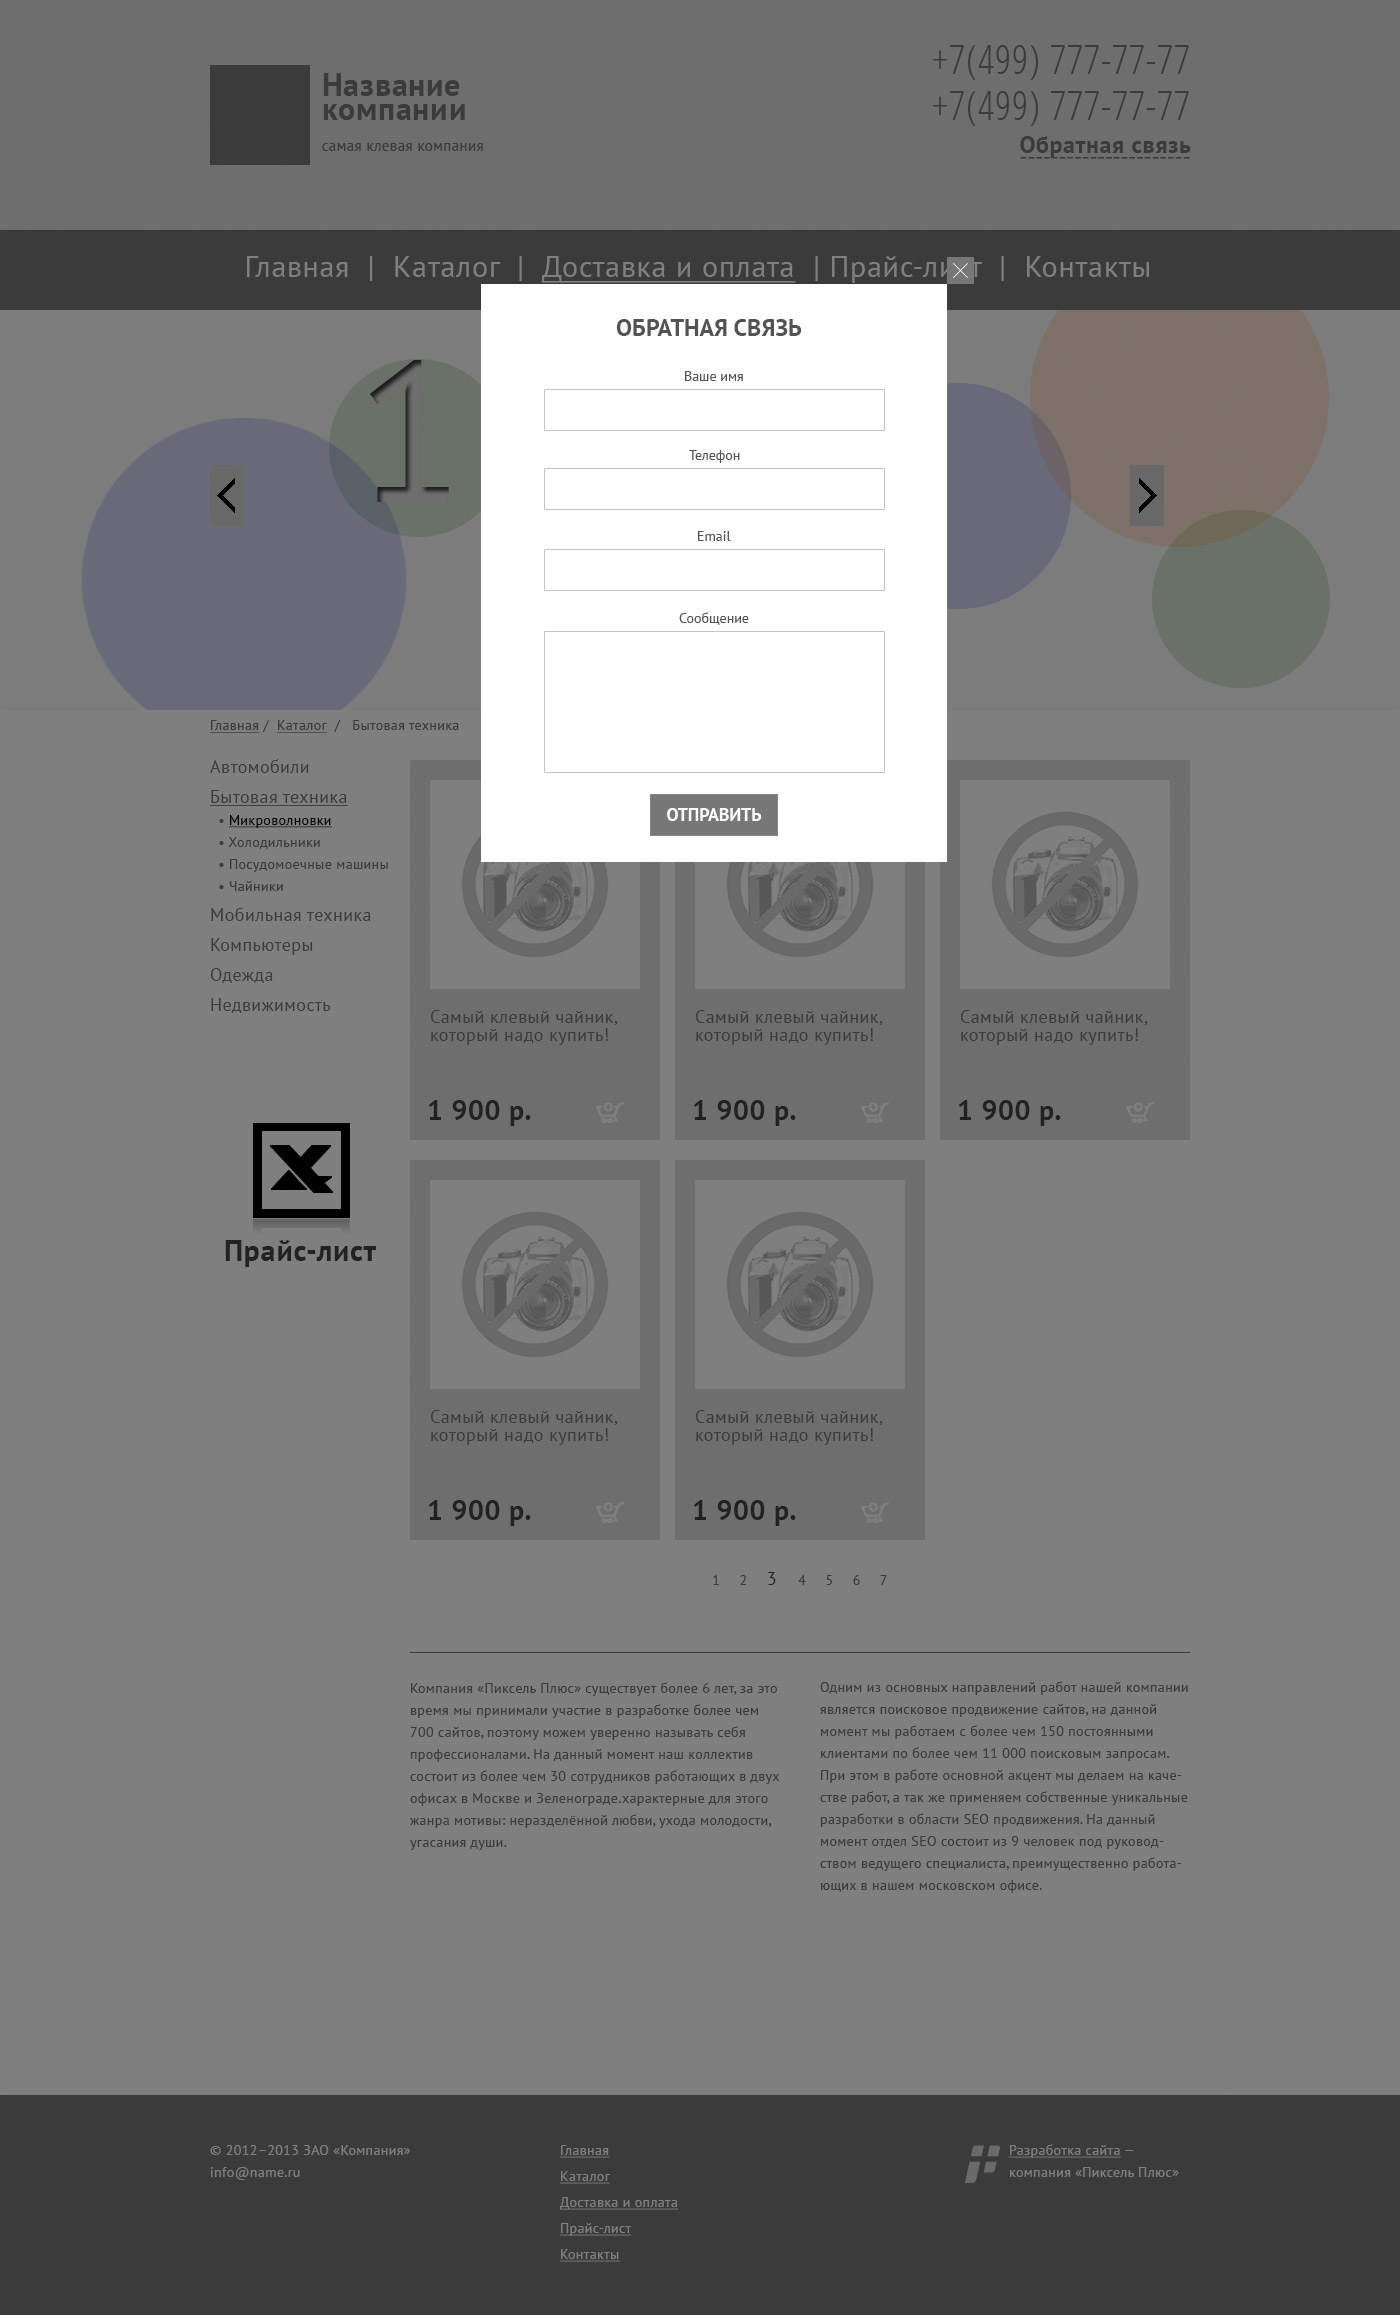 Название
компании
самая клевая компания
+7(499) 777-77-77
+7(499) 777-77-77
Обратная связь
Главная | Каталог | Доставка и оплата | Прайс-лист | Контакты
1
ОБРАТНАЯ СВЯЗЬ
Ваше имя
Телефон
Email
Сообщение
ОТПРАВИТЬ
Главная / Каталог / Бытовая техника
Автомобили
Бытовая техника
• Микроволновки
• Холодильники
• Посудомоечные машины
• Чайники
Мобильная техника
Компьютеры
Одежда
Недвижимость
Прайс-лист
Самый клевый чайник,
который надо купить!
1 900 р.
Самый клевый чайник,
который надо купить!
1 900 р.
Самый клевый чайник,
который надо купить!
1 900 р.
Самый клевый чайник,
который надо купить!
1 900 р.
Самый клевый чайник,
который надо купить!
1 900 р.
1 2 3 4 5 6 7
Компания «Пиксель Плюс» существует более 6 лет, за это
время мы принимали участие в разработке более чем
700 сайтов, поэтому можем уверенно называть себя
профессионалами. На данный момент наш коллектив
состоит из более чем 30 сотрудников работающих в двух
офисах в Москве и Зеленограде.характерные для этого
жанра мотивы: неразделённой любви, ухода молодости,
угасания души.
Одним из основных направлений работ нашей компании
является поисковое продвижение сайтов, на данной
момент мы работаем с более чем 150 постоянными
клиентами по более чем 11 000 поисковым запросам.
При этом в работе основной акцент мы делаем на каче-
стве работ, а так же применяем собственные уникальные
разработки в области SEO продвижения. На данный
момент отдел SEO состоит из 9 человек под руковод-
ством ведущего специалиста, преимущественно работа-
ющих в нашем московском офисе.
© 2012–2013 ЗАО «Компания»
info@name.ru
Главная
Каталог
Доставка и оплата
Прайс-лист
Контакты
Разработка сайта —
компания «Пиксель Плюс»